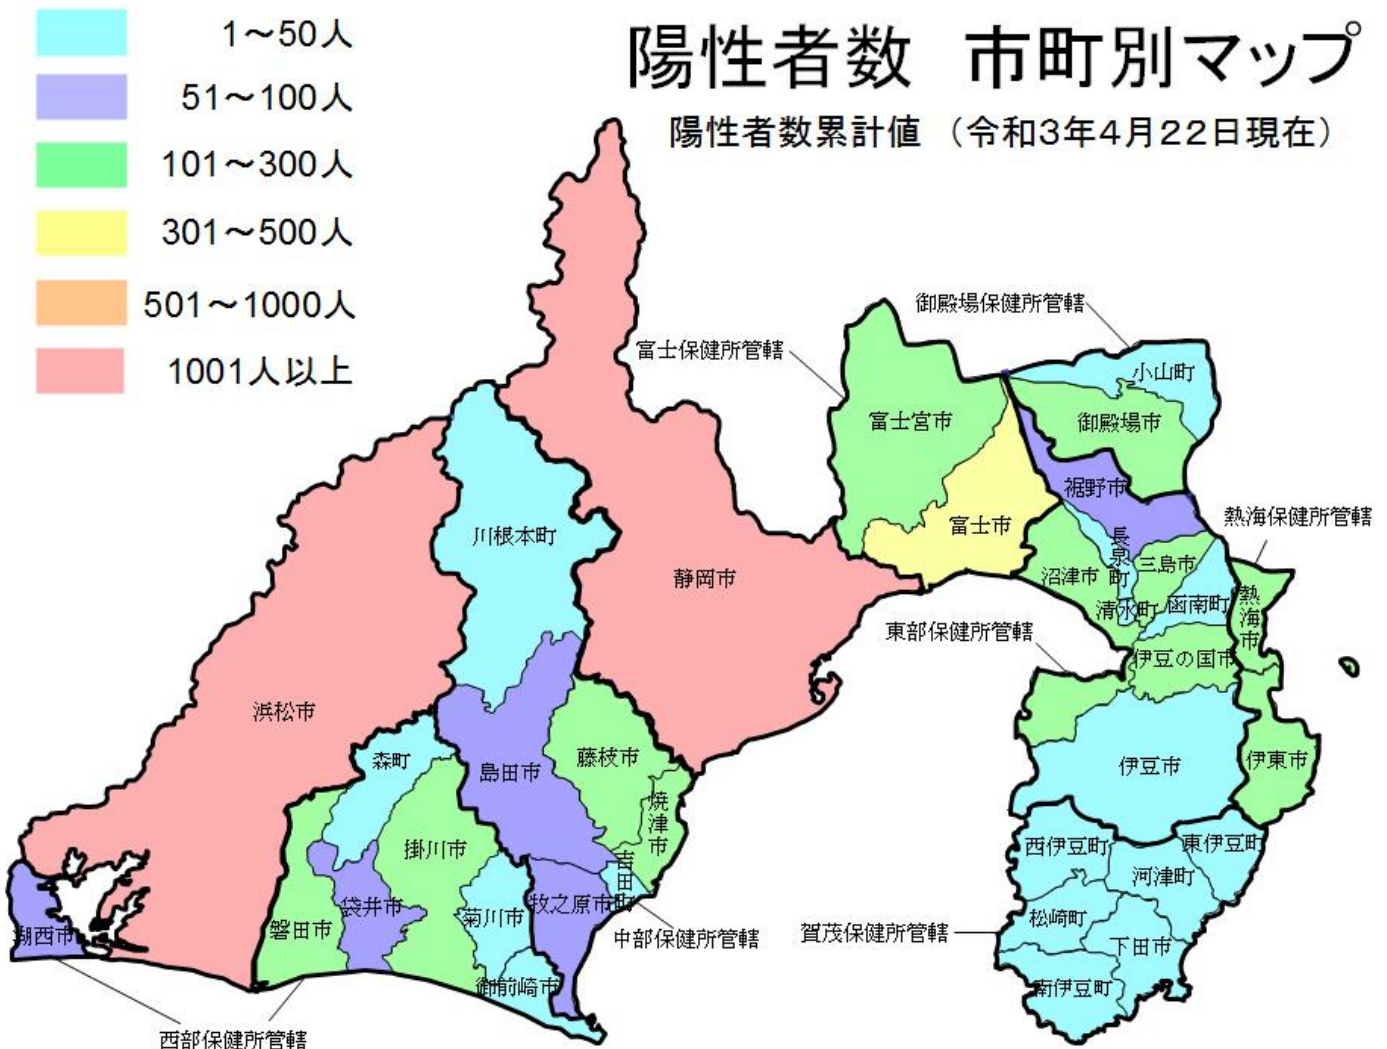 陽性者数 市町別マップ
陽性者数累計値 (令和3年4月22日現在)
1～50人
51～100人
101～300人
301～500人
501～1000人
1001人以上
御殿場保健所管轄
富士保健所管轄
小山町
富士宮市
御殿場市
裾野市
熱海保健所管轄
富士市
川根本町
長泉町
三島市
静岡市
沼津市
清水町
函南町
熱海市
東部保健所管轄
伊豆の国市
浜松市
森町
島田市
藤枝市
伊豆市
伊東市
焼津市
掛川市
西伊豆町
東伊豆町
吉田町
河津町
袋井市
菊川市
牧之原市
松崎町
磐田市
湖西市
中部保健所管轄
賀茂保健所管轄
下田市
御前崎市
南伊豆町
西部保健所管轄